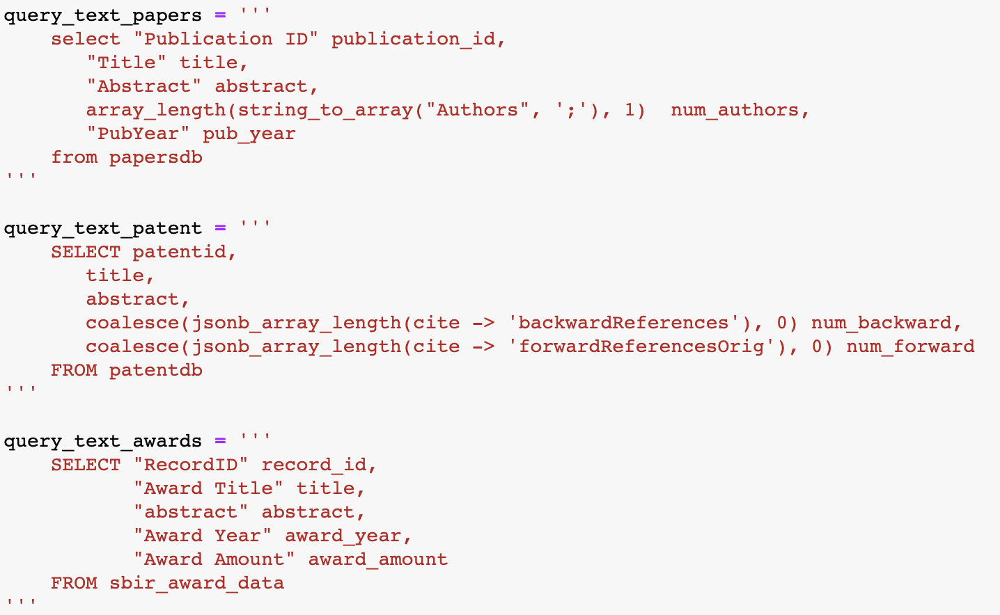 query_text_papers = '''
    select "Publication ID" publication_id,
       "Title" title,
       "Abstract" abstract,
       array_length(string_to_array("Authors", ';'), 1)  num_authors,
       "PubYear" pub_year
    from papersdb
'''

query_text_patent = '''
    SELECT patentid,
       title,
       abstract,
       coalesce(jsonb_array_length(cite -> 'backwardReferences'), 0) num_backward,
       coalesce(jsonb_array_length(cite -> 'forwardReferencesOrig'), 0) num_forward
    FROM patentdb
'''

query_text_awards = '''
    SELECT "RecordID" record_id,
           "Award Title" title,
           "abstract" abstract,
           "Award Year" award_year,
           "Award Amount" award_amount
    FROM sbir_award_data
'''